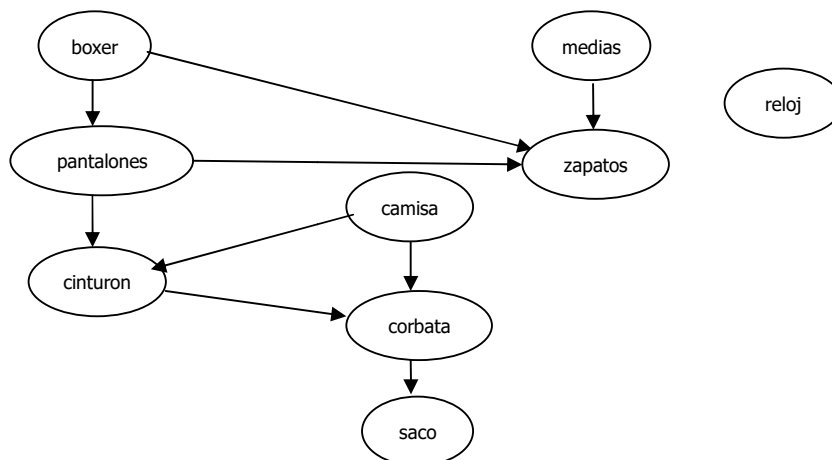 boxer
medias
reloj
pantalones
zapatos
camisa
cinturon
corbata
saco